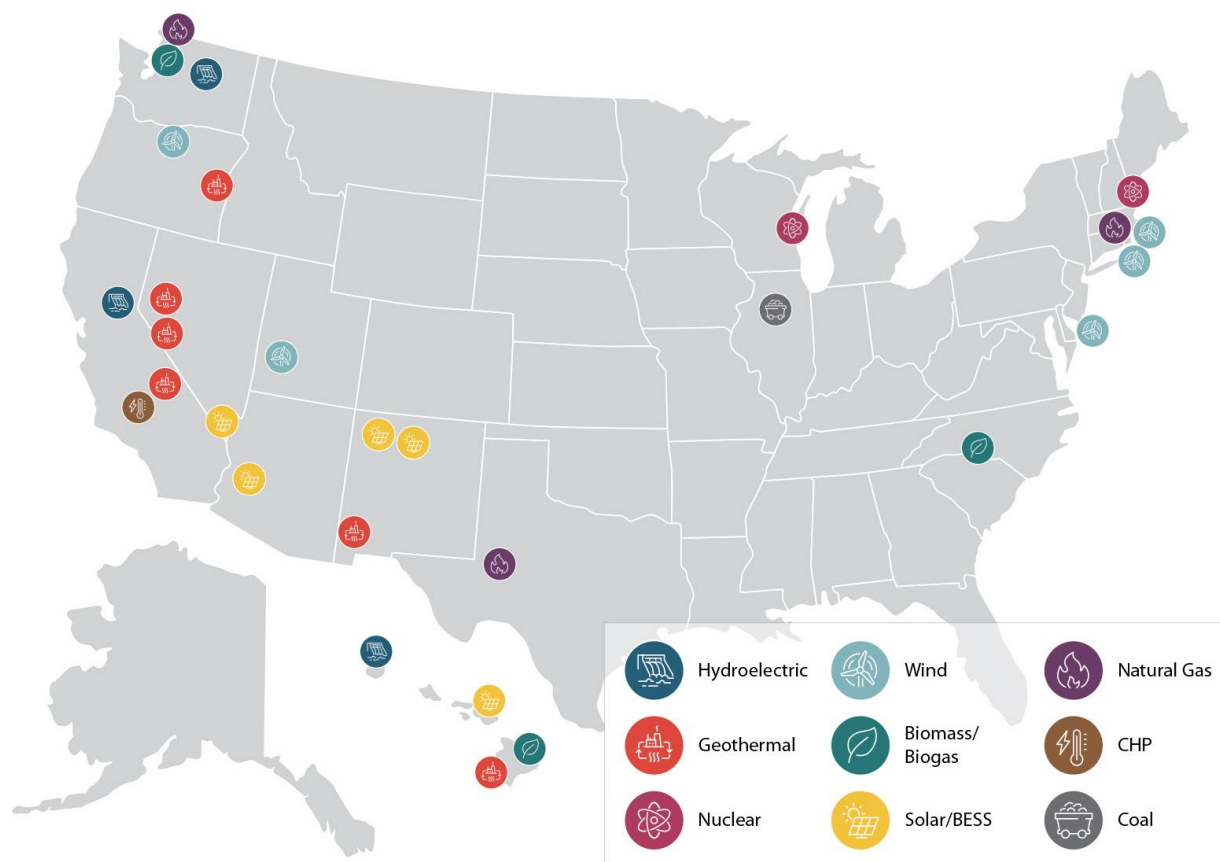 Hydroelectric
Wind
Natural Gas
Geothermal
Biomass/
Biogas
CHP
Nuclear
Solar/BESS
Coal